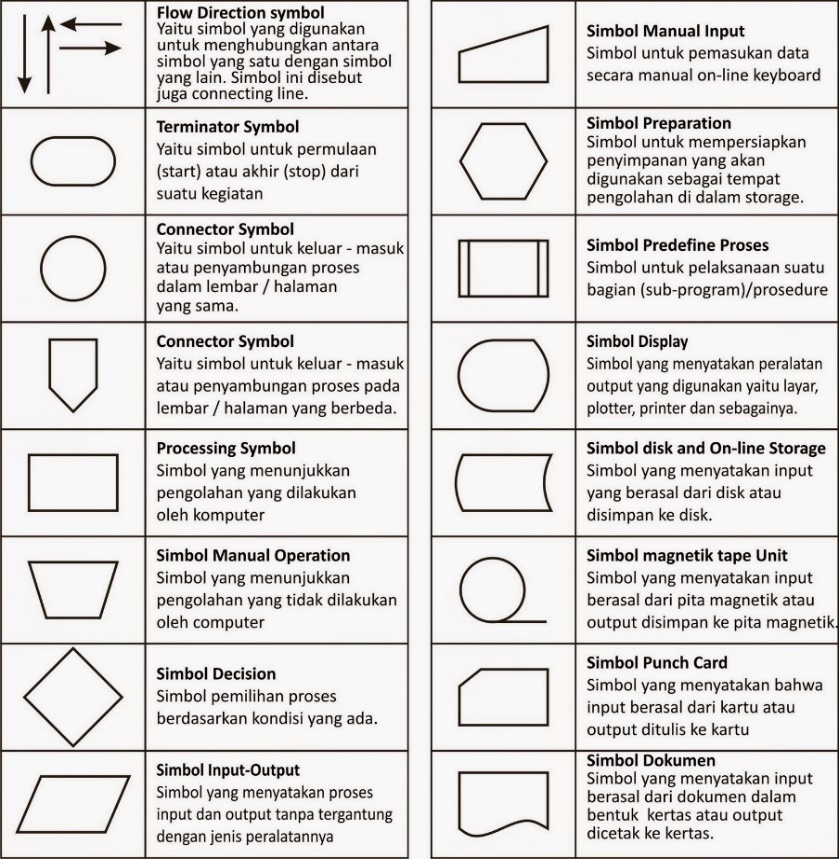 Flow Direction symbol
Yaitu simbol yang digunakan
untuk menghubungkan antara
simbol yang satu dengan simbol
yang lain. Simbol ini disebut
juga connecting line.
Terminator Symbol
Yaitu simbol untuk permulaan
(start) atau akhir (stop) dari
suatu kegiatan
Connector Symbol
Yaitu simbol untuk keluar - masuk
atau penyambungan proses
dalam lembar / halaman
yang sama.
Connector Symbol
Yaitu simbol untuk keluar - masuk
atau penyambungan proses pada
lembar / halaman yang berbeda.
Processing Symbol
Simbol yang menunjukkan
pengolahan yang dilakukan
oleh komputer
Simbol Manual Operation
Simbol yang menunjukkan
pengolahan yang tidak dilakukan
oleh computer
Simbol Decision
Simbol pemilihan proses
berdasarkan kondisi yang ada.
Simbol Input-Output
Simbol yang menyatakan proses
input dan output tanpa tergantung
dengan jenis peralatannya
Simbol Manual Input
Simbol untuk pemasukan data
secara manual on-line keyboard
Simbol Preparation
Simbol untuk mempersiapkan
penyimpanan yang akan
digunakan sebagai tempat
pengolahan di dalam storage.
Simbol Predefine Proses
Simbol untuk pelaksanaan suatu
bagian (sub-program)/prosedure
Simbol Display
Simbol yang menyatakan peralatan
output yang digunakan yaitu layar,
plotter, printer dan sebagainya.
Simbol disk and On-line Storage
Simbol yang menyatakan input
yang berasal dari disk atau
disimpan ke disk.
Simbol magnetik tape Unit
Simbol yang menyatakan input
berasal dari pita magnetik atau
output disimpan ke pita magnetik.
Simbol Punch Card
Simbol yang menyatakan bahwa
input berasal dari kartu atau
output ditulis ke kartu
Simbol Dokumen
Simbol yang menyatakan input
berasal dari dokumen dalam
bentuk kertas atau output
dicetak ke kertas.